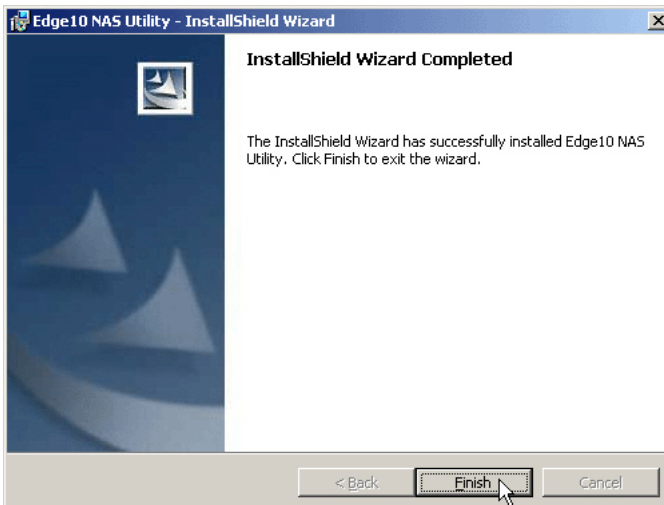 Edge10 NAS Utility - InstallShield Wizard
InstallShield Wizard Completed
The InstallShield Wizard has successfully installed Edge10 NAS
Utility. Click Finish to exit the wizard.
< Back
Finish
Cancel